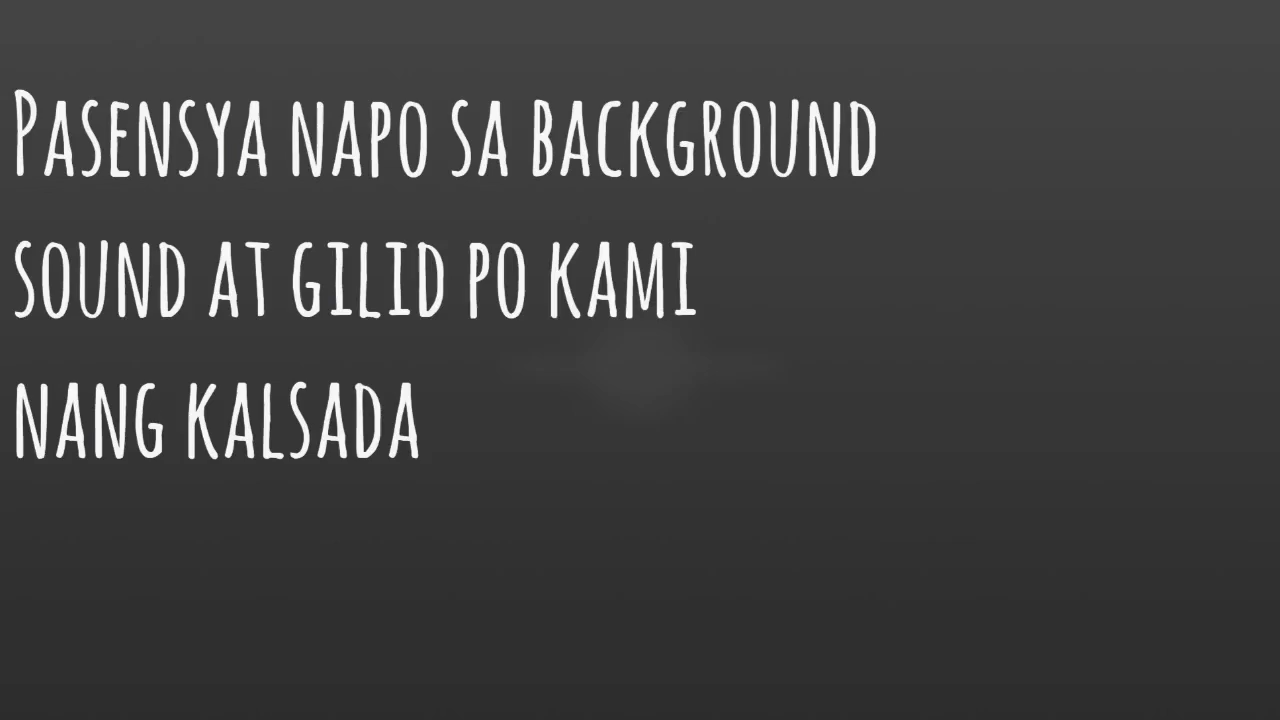 Pasensya napo sa background
sound at gilid po kami
nang kalsada